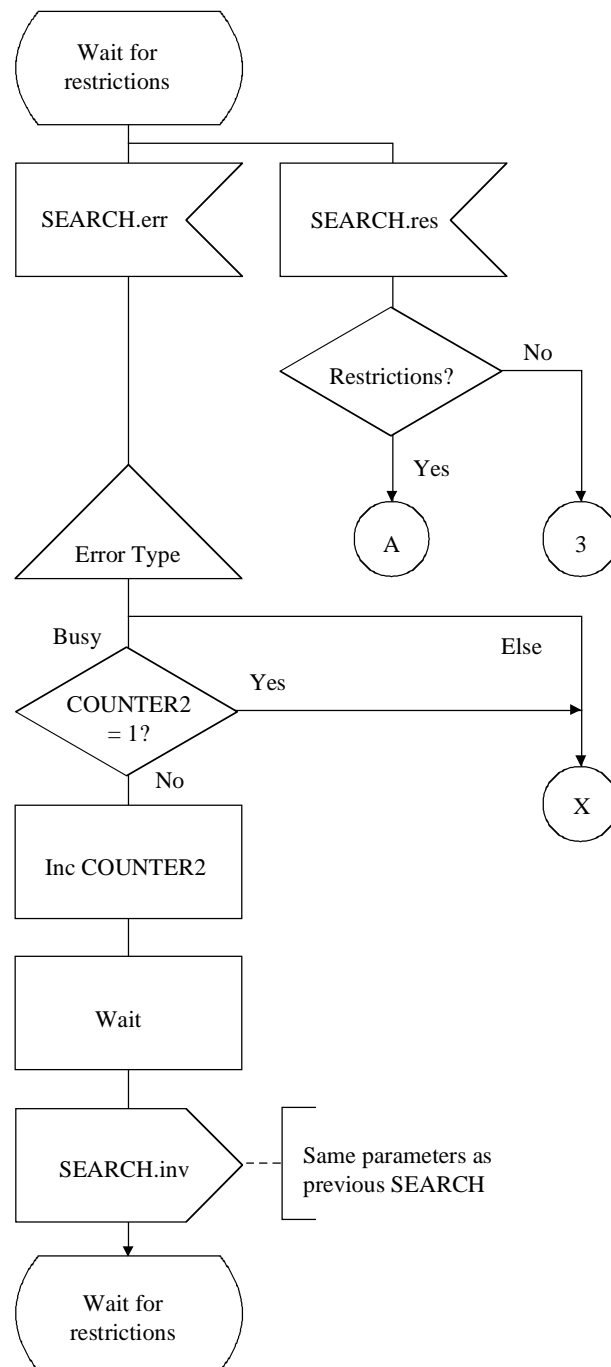 Wait for
restrictions
SEARCH.err
SEARCH.res
Restrictions?
No
Yes
A
3
Error Type
Busy
Else
COUNTER2
= 1?
Yes
No
X
Inc COUNTER2
Wait
SEARCH.inv
Same parameters as
previous SEARCH
Wait for
restrictions